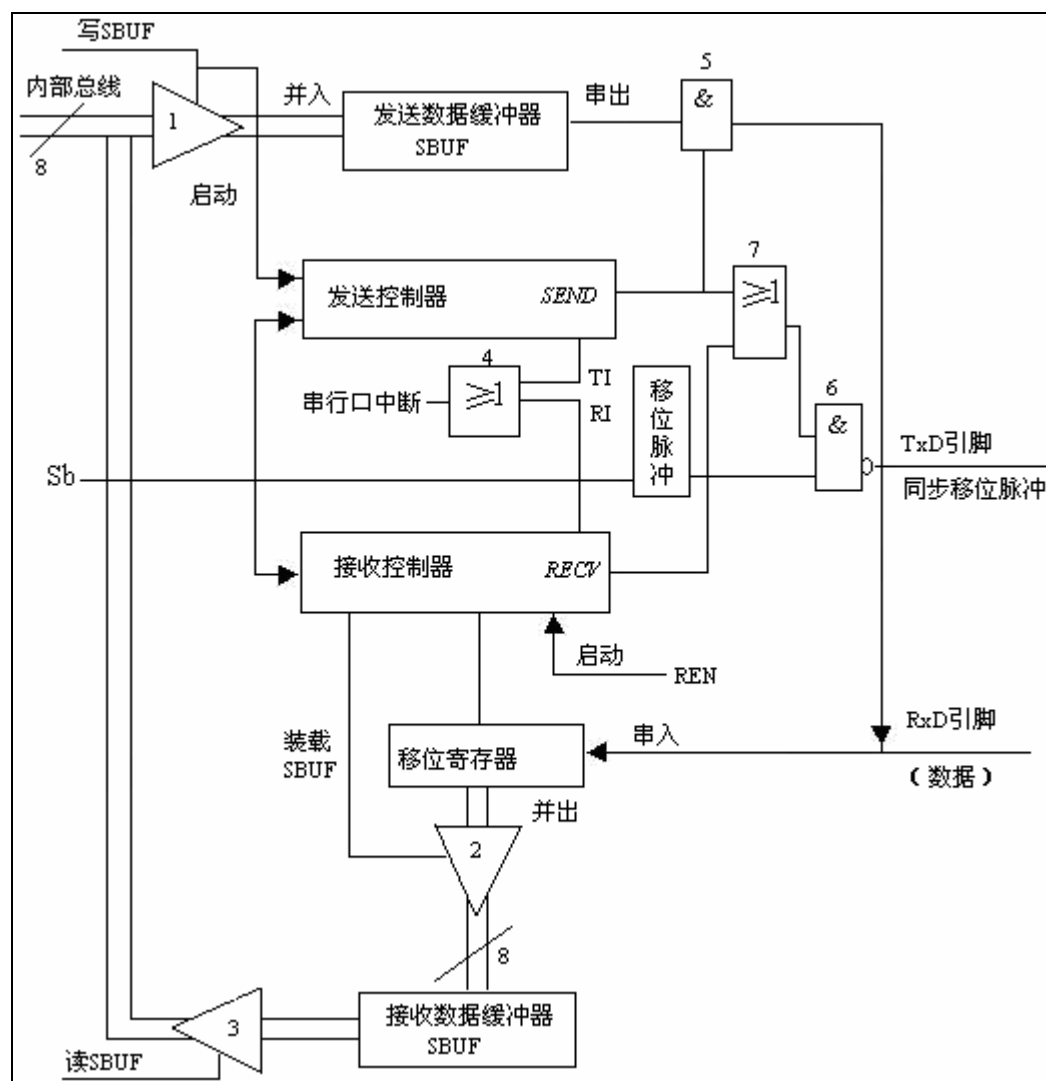 写SBUF
内部总线
8
1
并入
发送数据缓冲器
SBUF
串出
5
&
启动
发送控制器
SEND
7
≥1
4
≥1
串行口中断
TI
RI
移位脉冲
6
&
TxD引脚
同步移位脉冲
Sb
接收控制器
RECV
启动
REN
装载
SBUF
移位寄存器
串入
RxD引脚
(数据)
并出
2
8
3
接收数据缓冲器
SBUF
读SBUF